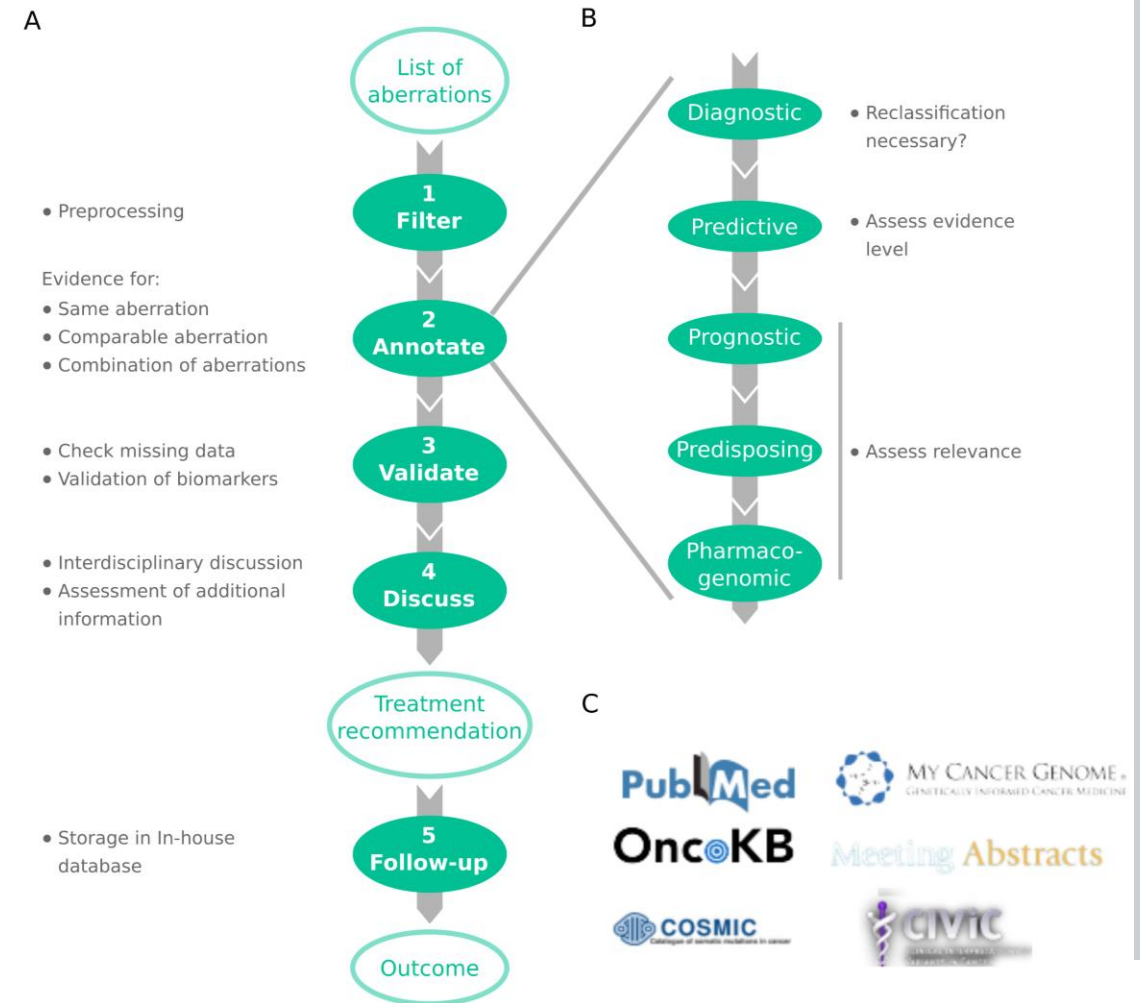 A
List of
aberrations
1
Filter
• Preprocessing
Evidence for:
• Same aberration
• Comparable aberration
• Combination of aberrations
2
Annotate
• Check missing data
• Validation of biomarkers
3
Validate
• Interdisciplinary discussion
• Assessment of additional
information
4
Discuss
Treatment
recommendation
• Storage in In-house
database
5
Follow-up
Outcome
B
Diagnostic
• Reclassification
necessary?
Predictive
• Assess evidence
level
Prognostic
Predisposing
• Assess relevance
Pharmaco-
genomic
C
PubMed
MY CANCER GENOME
GENETICALLY INFORMED CANCER MEDICINE
OncoKB
Meeting Abstracts
COSMIC
Catalogue of somatic mutations in cancer
CIViC